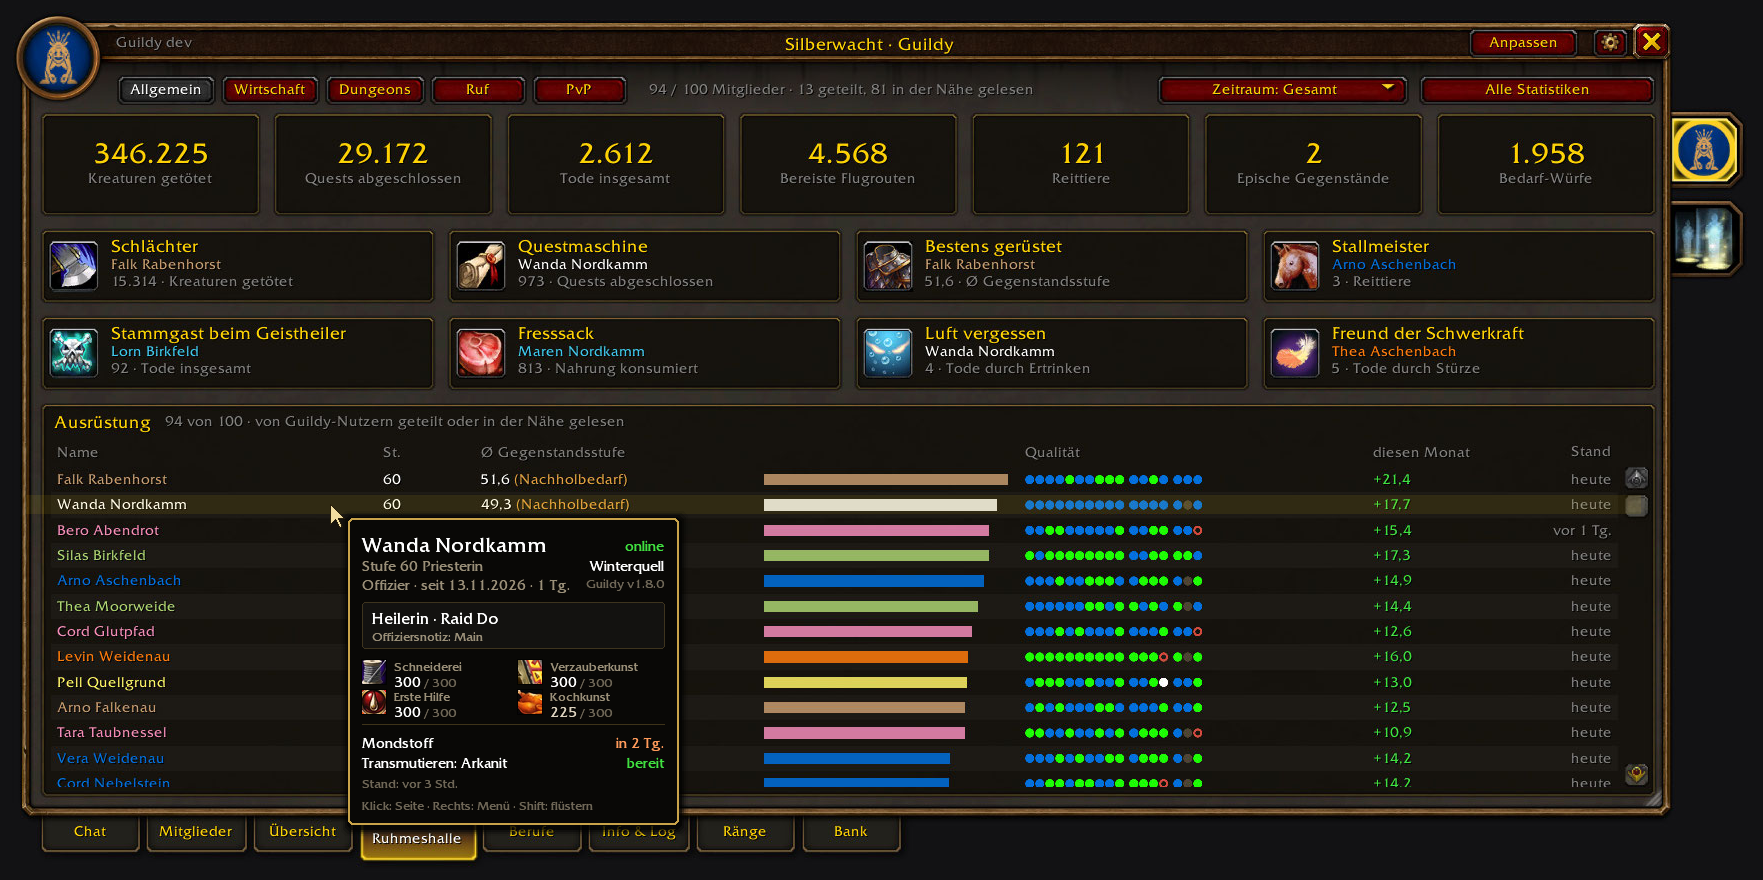 Guildy dev
Silberwacht · Guildy
Anpassen
Allgemein
Wirtschaft
Dungeons
Ruf
PvP
94 / 100 Mitglieder · 13 geteilt, 81 in der Nähe gelesen
Zeitraum: Gesamt
Alle Statistiken
346.225
Kreaturen getötet
29.172
Quests abgeschlossen
2.612
Tode insgesamt
4.568
Bereiste Flugrouten
121
Reittiere
2
Epische Gegenstände
1.958
Bedarf-Würfe
Schlächter
Falk Rabenhorst
15.314 · Kreaturen getötet
Questmaschine
Wanda Nordkamm
973 · Quests abgeschlossen
Bestens gerüstet
Falk Rabenhorst
51,6 · Ø Gegenstandsstufe
Stallmeister
Arno Aschenbach
3 · Reittiere
Stammgast beim Geistheiler
Lorn Birkfeld
92 · Tode insgesamt
Fresssack
Maren Nordkamm
813 · Nahrung konsumiert
Luft vergessen
Wanda Nordkamm
4 · Tode durch Ertrinken
Freund der Schwerkraft
Thea Aschenbach
5 · Tode durch Stürze
Ausrüstung 94 von 100 · von Guildy-Nutzern geteilt oder in der Nähe gelesen
Name St. Ø Gegenstandsstufe Qualität diesen Monat Stand
Falk Rabenhorst 60 51,6 (Nachholbedarf) +21,4 heute
Wanda Nordkamm 60 49,3 (Nachholbedarf) +17,7 heute
Bero Abendrot +15,4 vor 1 Tg.
Silas Birkfeld +17,3 heute
Arno Aschenbach +14,9 heute
Thea Moorweide +14,4 heute
Cord Glutpfad +12,6 heute
Levin Weidenau +16,0 heute
Pell Quellgrund +13,0 heute
Arno Falkenau +12,5 heute
Tara Taubnessel +10,9 heute
Vera Weidenau +14,2 heute
Cord Nebelstein +14,2 heute
Wanda Nordkamm online
Stufe 60 Priesterin Winterquell
Offizier · seit 13.11.2026 · 1 Tg. Guildy v1.8.0
Heilerin · Raid Do
Offiziersnotiz: Main
Schneiderei
300 / 300
Verzauberkunst
300 / 300
Erste Hilfe
300 / 300
Kochkunst
225 / 300
Mondstoff in 2 Tg.
Transmutieren: Arkanit bereit
Stand: vor 3 Std.
Klick: Seite · Rechts: Menü · Shift: flüstern
Chat
Mitglieder
Übersicht
Ruhmeshalle
Berufe
Info & Log
Ränge
Bank